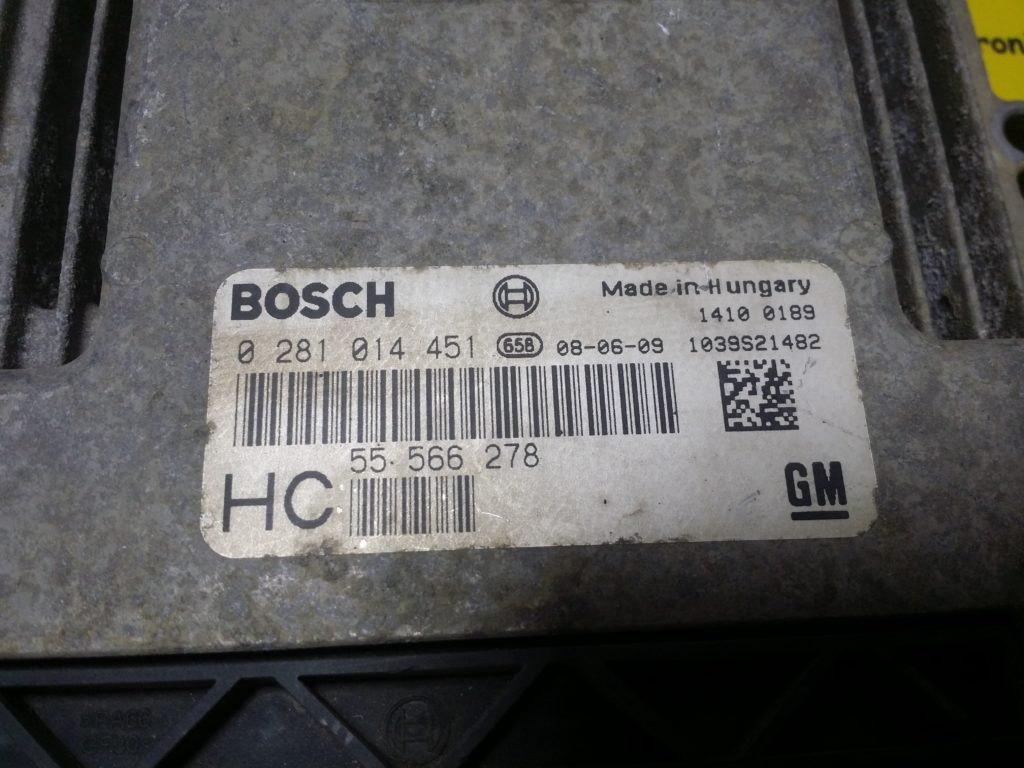 ron
BOSCH
Made in Hungary
1410 0189
0 281 014 451 658 08-06-09 1039S21482
55 566 278
HC
GM